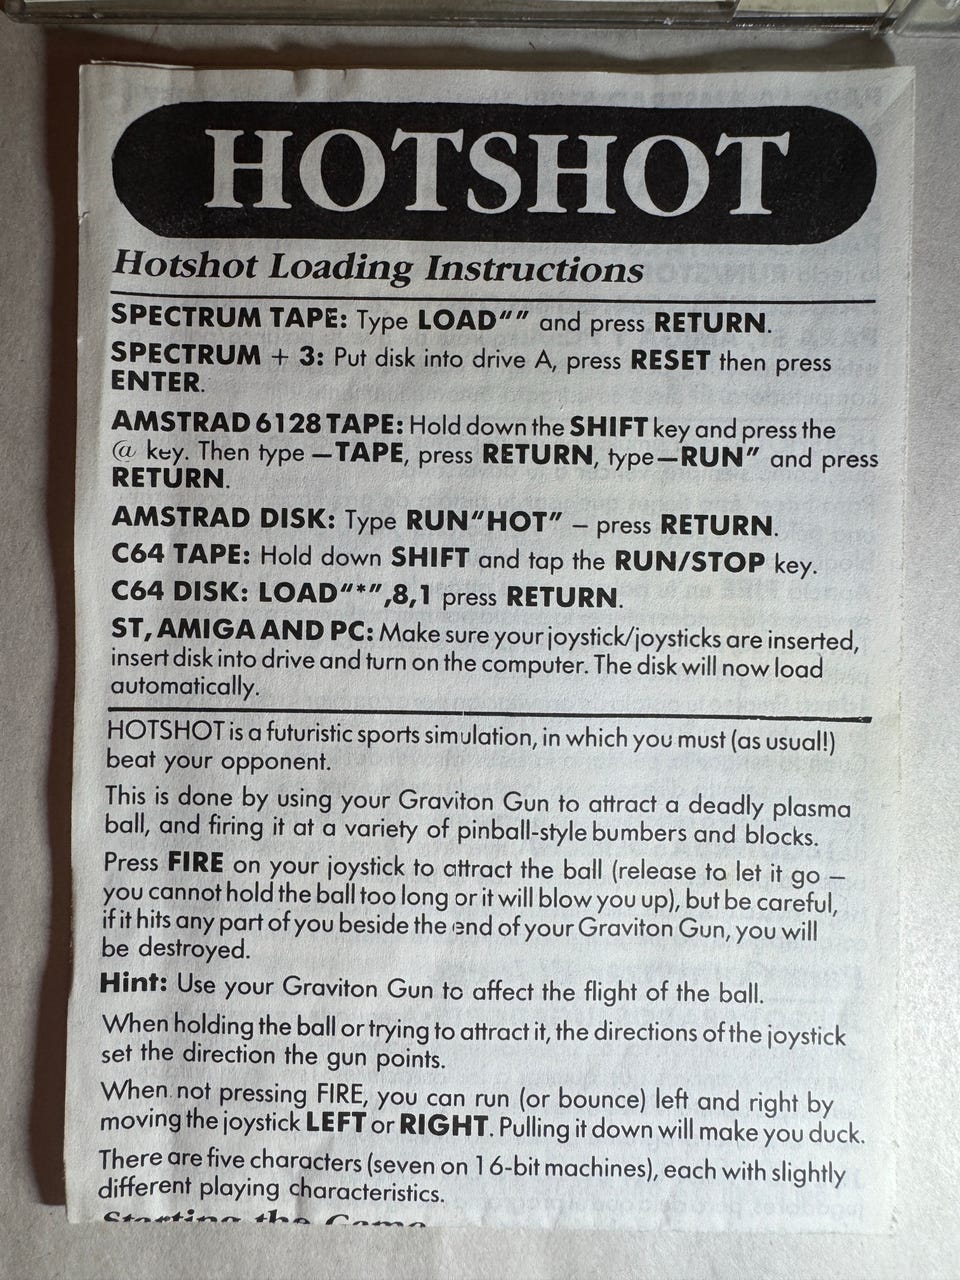 HOTSHOT
Hotshot Loading Instructions
SPECTRUM TAPE: Type LOAD““ and press RETURN.
SPECTRUM + 3: Put disk into drive A, press RESET then press
ENTER.
AMSTRAD 6128 TAPE: Hold down the SHIFT key and press the
@ key. Then type —TAPE, press RETURN, type—RUN” and press
RETURN.
AMSTRAD DISK: Type RUN“HOT” – press RETURN.
C64 TAPE: Hold down SHIFT and tap the RUN/STOP key.
C64 DISK: LOAD“*”,8,1 press RETURN.
ST, AMIGA AND PC: Make sure your joystick/joysticks are inserted,
insert disk into drive and turn on the computer. The disk will now load
automatically.
HOTSHOT is a futuristic sports simulation, in which you must (as usual!)
beat your opponent.
This is done by using your Graviton Gun to attract a deadly plasma
ball, and firing it at a variety of pinball-style bumbers and blocks.
Press FIRE on your joystick to attract the ball (release to let it go –
you cannot hold the ball too long or it will blow you up), but be careful,
if it hits any part of you beside the end of your Graviton Gun, you will
be destroyed.
Hint: Use your Graviton Gun to affect the flight of the ball.
When holding the ball or trying to attract it, the directions of the joystick
set the direction the gun points.
When not pressing FIRE, you can run (or bounce) left and right by
moving the joystick LEFT or RIGHT. Pulling it down will make you duck.
There are five characters (seven on 16-bit machines), each with slightly
different playing characteristics.
Starting the Game